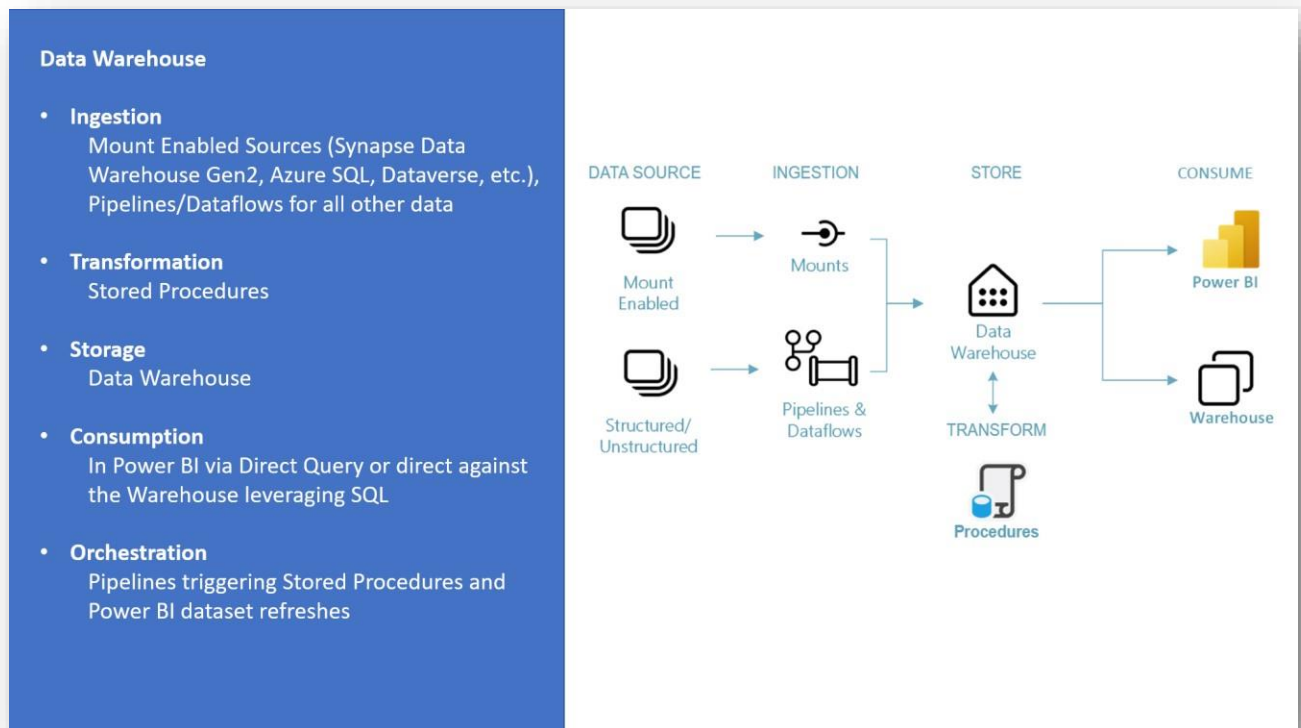 Data Warehouse
• Ingestion
Mount Enabled Sources (Synapse Data
Warehouse Gen2, Azure SQL, Dataverse, etc.),
Pipelines/Dataflows for all other data
• Transformation
Stored Procedures
• Storage
Data Warehouse
• Consumption
In Power BI via Direct Query or direct against
the Warehouse leveraging SQL
• Orchestration
Pipelines triggering Stored Procedures and
Power BI dataset refreshes
DATA SOURCE
INGESTION
STORE
CONSUME
Mount
Enabled
Mounts
Structured/
Unstructured
Pipelines &
Dataflows
Data
Warehouse
TRANSFORM
Procedures
Power BI
Warehouse